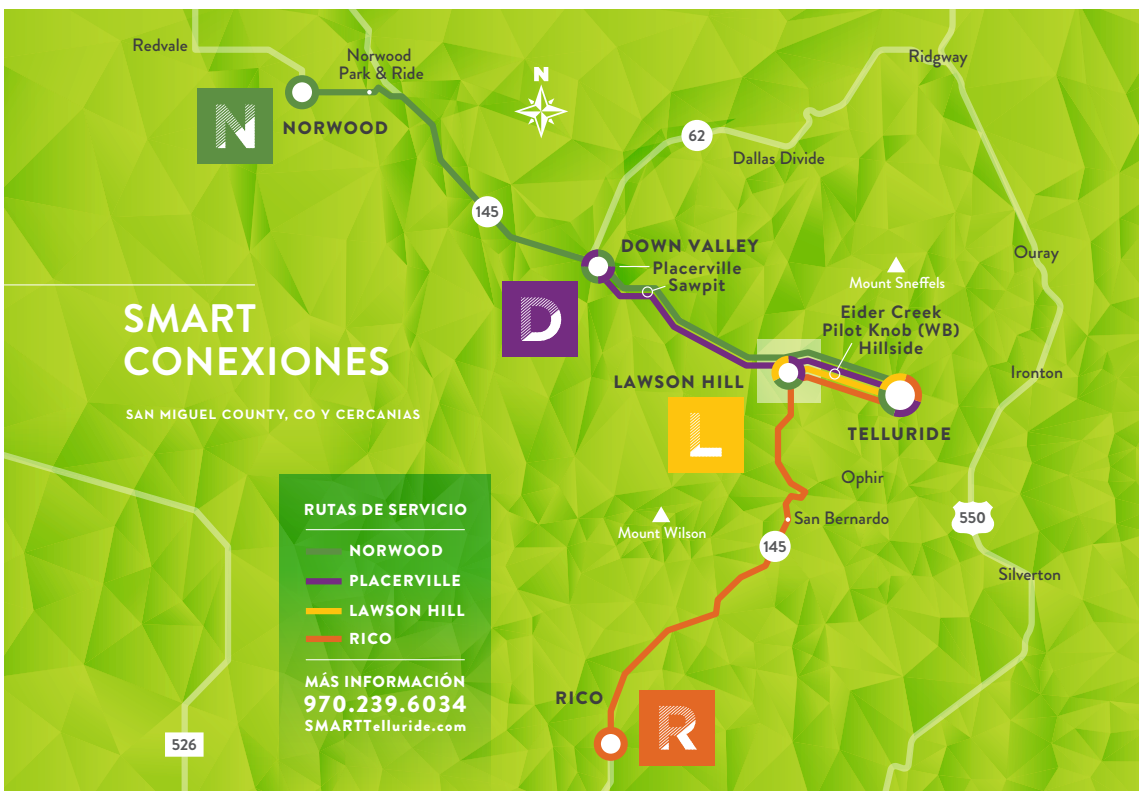 Redvale
Norwood
Park & Ride
N
NORWOOD
N
Ridgway
62
Dallas Divide
145
DOWN VALLEY
Placerville
Sawpit
D
Ouray
Mount Sneffels
SMART
CONEXIONES
SAN MIGUEL COUNTY, CO Y CERCANIAS
Eider Creek
Pilot Knob (WB)
Hillside
LAWSON HILL
L
Ironton
TELLURIDE
Ophir
San Bernardo
145
Mount Wilson
550
Silverton
RUTAS DE SERVICIO
NORWOOD
PLACERVILLE
LAWSON HILL
RICO
MÁS INFORMACIÓN
970.239.6034
SMARTTelluride.com
RICO
R
526